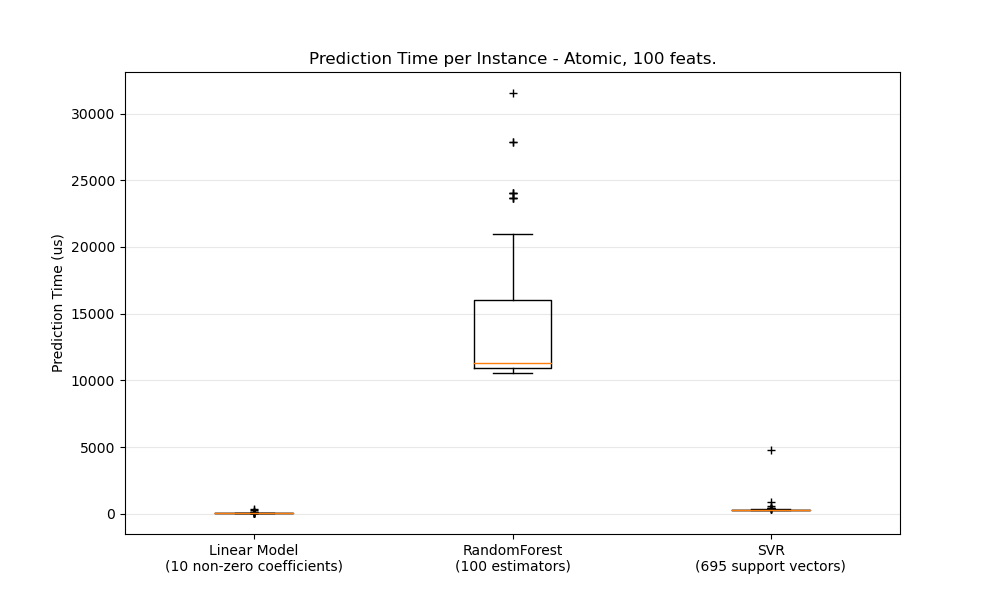 Prediction Time per Instance - Atomic, 100 feats.
Prediction Time (us)
30000
25000
20000
15000
10000
5000
0
Linear Model
(10 non-zero coefficients)
RandomForest
(100 estimators)
SVR
(695 support vectors)